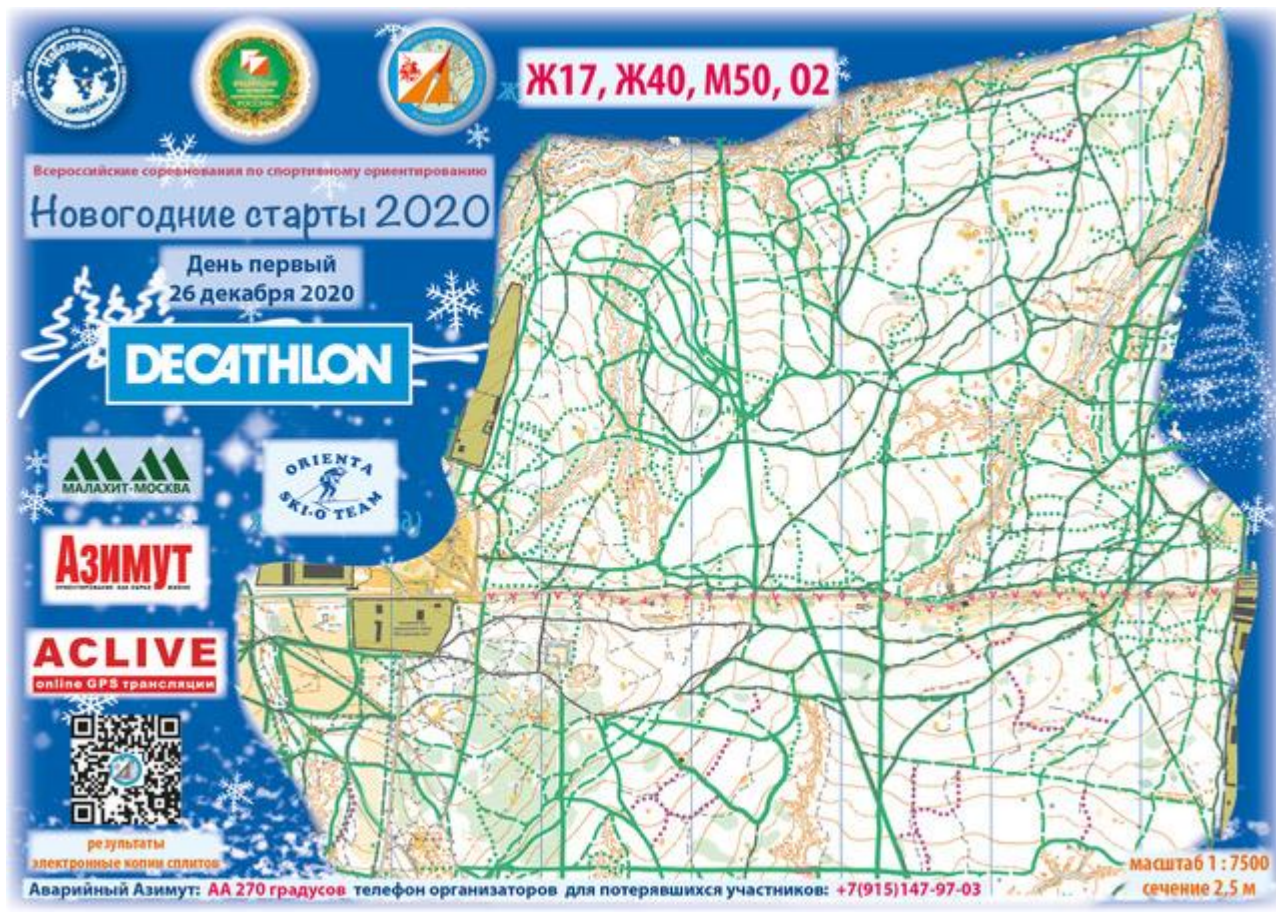 Новогорки
РОССИИ
Ж17, Ж40, М50, О2
Всероссийские соревнования по спортивному ориентированию
Новогодние старты 2020
День первый
26 декабря 2020
DECATHLON
МАЛАХИТ-МОСКВА
ORIENTA
SKI-O TEAM
Азимут
ACLIVE
online GPS трансляции
результаты
электронные копии сплитов
масштаб 1 : 7500
сечение 2,5 м
Аварийный Азимут: АА 270 градусов телефон организаторов для потерявшихся участников: +7(915)147-97-03